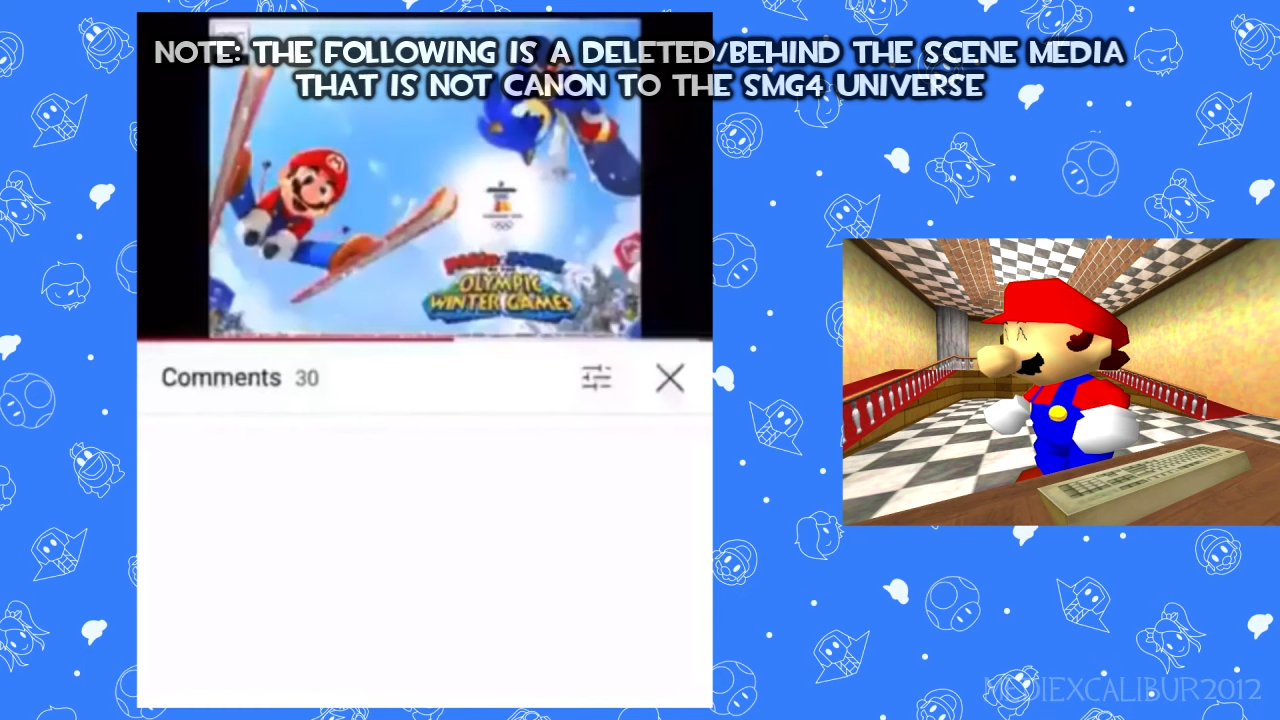 NOTE: THE FOLLOWING IS A DELETED/BEHIND THE SCENE MEDIA
THAT IS NOT CANON TO THE SMG4 UNIVERSE
OLYMPIC
WINTER GAMES
Comments 30
MEDIEXCALIBUR2012